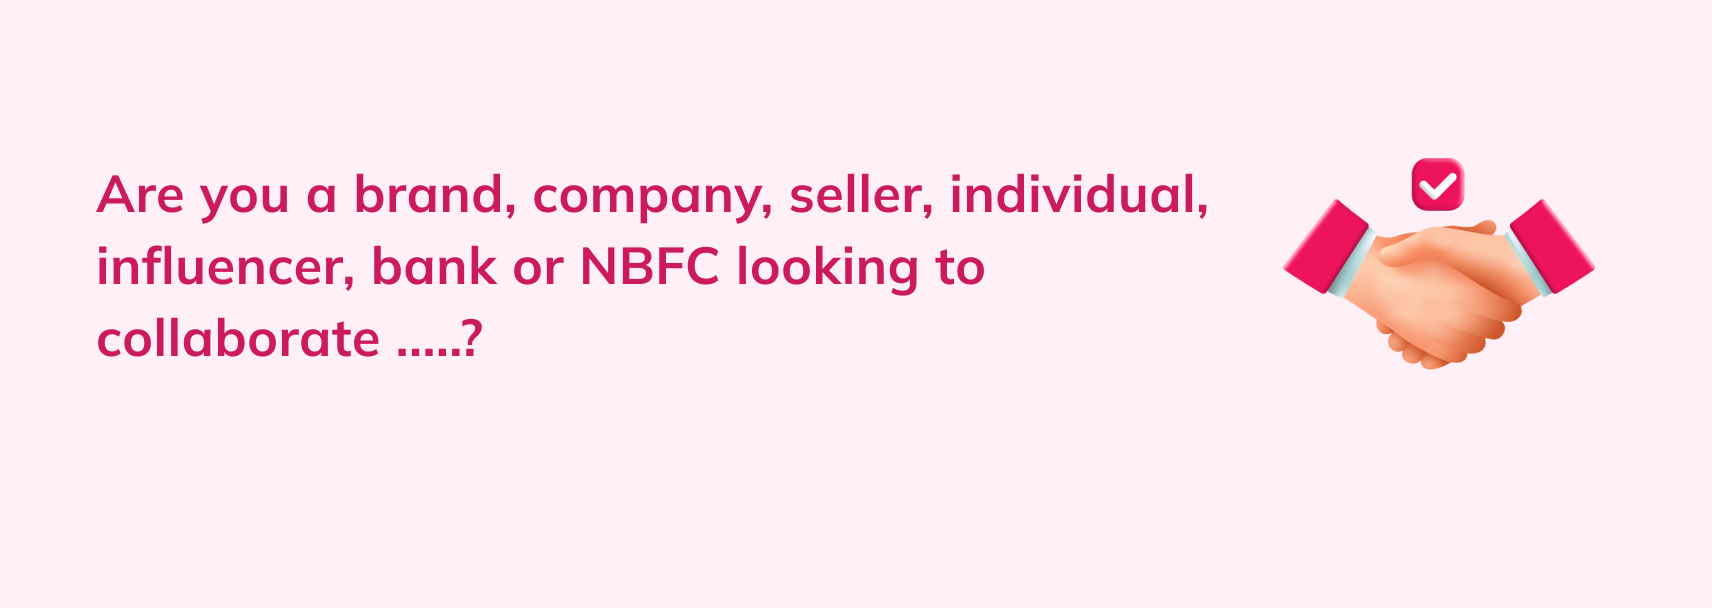 Are you a brand, company, seller, individual,
influencer, bank or NBFC looking to
collaborate .....?